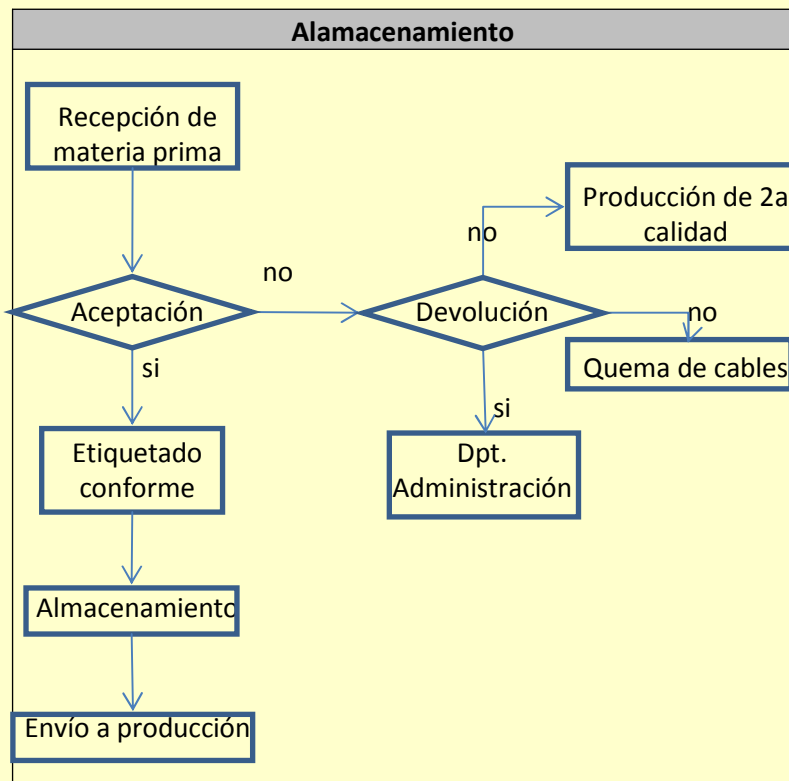 Alamacenamiento
Recepción de
materia prima
Producción de 2a
calidad
no
no
Aceptación
Devolución
no
si
Quema de cables
si
Etiquetado
conforme
Dpt.
Administración
Almacenamiento
Envío a producción